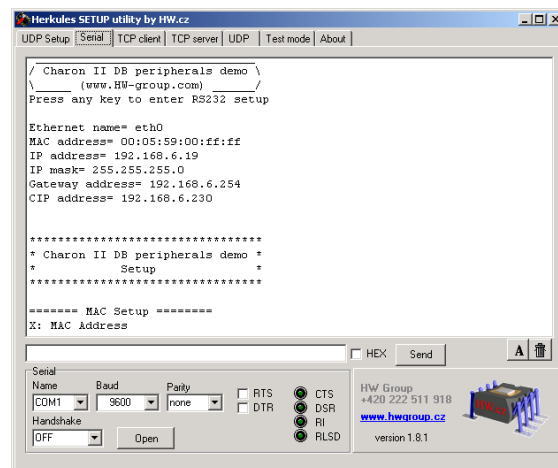 Herkules SETUP utility by HW.cz
UDP Setup Serial TCP client TCP server UDP Test mode About
/ Charon II DB peripherals demo \
\_____ (www.HW-group.com) _____/
Press any key to enter RS232 setup
Ethernet name= eth0
MAC address= 00:05:59:00:ff:ff
IP address= 192.168.6.19
IP mask= 255.255.255.0
Gateway address= 192.168.6.254
CIP address= 192.168.6.230
*********************************
* Charon II DB peripherals demo *
* Setup *
*********************************
======= MAC Setup ========
X: MAC Address
HEX Send A
Serial
Name Baud Parity
COM1 9600 none
Handshake
OFF Open
RTS
DTR
CTS
DSR
RI
RLSD
HW Group
+420 222 511 918
www.hwgroup.cz
version 1.8.1
HW.cz